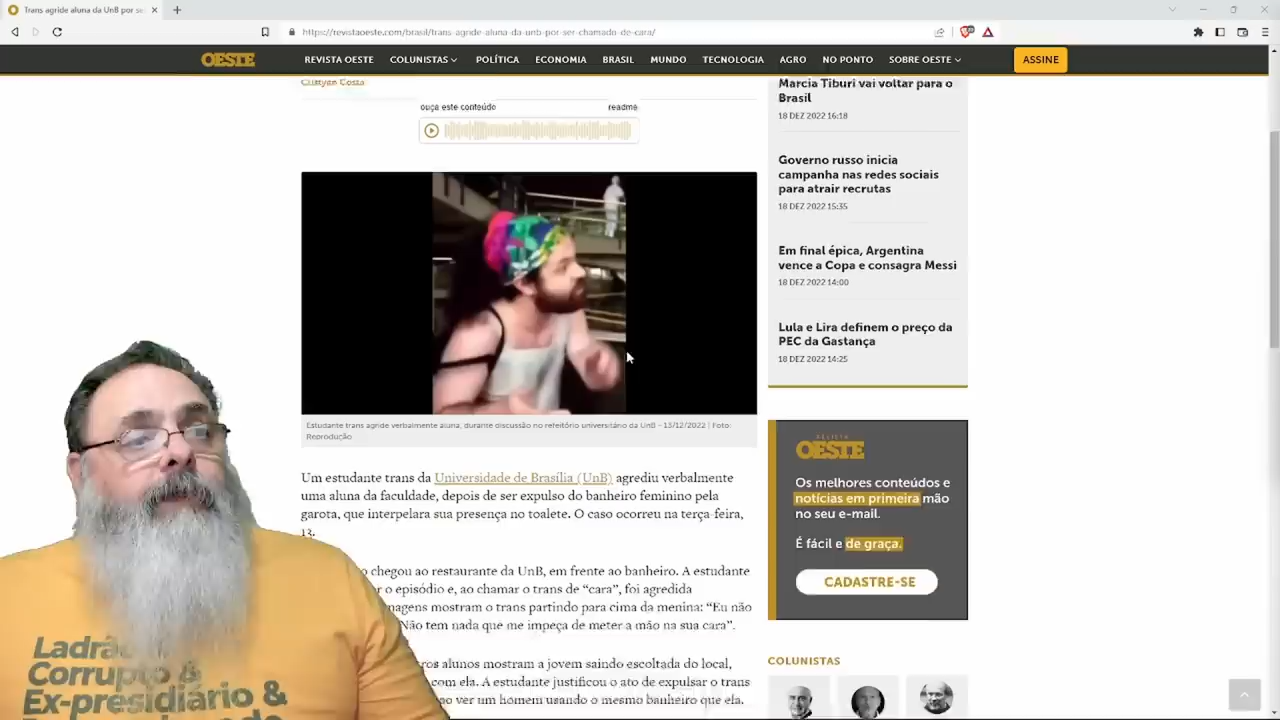 Trans agride aluna da UnB por se
https://revistaoeste.com/brasil/trans-agride-aluna-da-unb-por-ser-chamado-de-cara/
OESTE
REVISTA OESTE
COLUNISTAS
POLÍTICA
ECONOMIA
BRASIL
MUNDO
TECNOLOGIA
AGRO
NO PONTO
SOBRE OESTE
ASSINE
Cristyan Costa
ouça este conteúdo
readme
Estudante trans agride verbalmente aluna, durante discussão no refeitório universitário da UnB - 13/12/2022 | Foto:
Reprodução
Um estudante trans da Universidade de Brasília (UnB) agrediu verbalmente
uma aluna da faculdade, depois de ser expulso do banheiro feminino pela
garota, que interpelara sua presença no toalete. O caso ocorreu na terça-feira,
13.
chegou ao restaurante da UnB, em frente ao banheiro. A estudante
r o episódio e, ao chamar o trans de “cara”, foi agredida
nagens mostram o trans partindo para cima da menina: “Eu não
Não tem nada que me impeça de meter a mão na sua cara”.
ros alunos mostram a jovem saindo escoltada do local,
com ela. A estudante justificou o ato de expulsar o trans
ao ver um homem usando o mesmo banheiro que ela.
Marcia Tiburi vai voltar para o
Brasil
18 DEZ 2022 16:18
Governo russo inicia
campanha nas redes sociais
para atrair recrutas
18 DEZ 2022 15:35
Em final épica, Argentina
vence a Copa e consagra Messi
18 DEZ 2022 14:00
Lula e Lira definem o preço da
PEC da Gastança
18 DEZ 2022 14:25
REVISTA
OESTE
Os melhores conteúdos e
notícias em primeira mão
no seu e-mail.
É fácil e de graça.
CADASTRE-SE
COLUNISTAS
Ladrão
Corrupto &
Ex-presidiário &